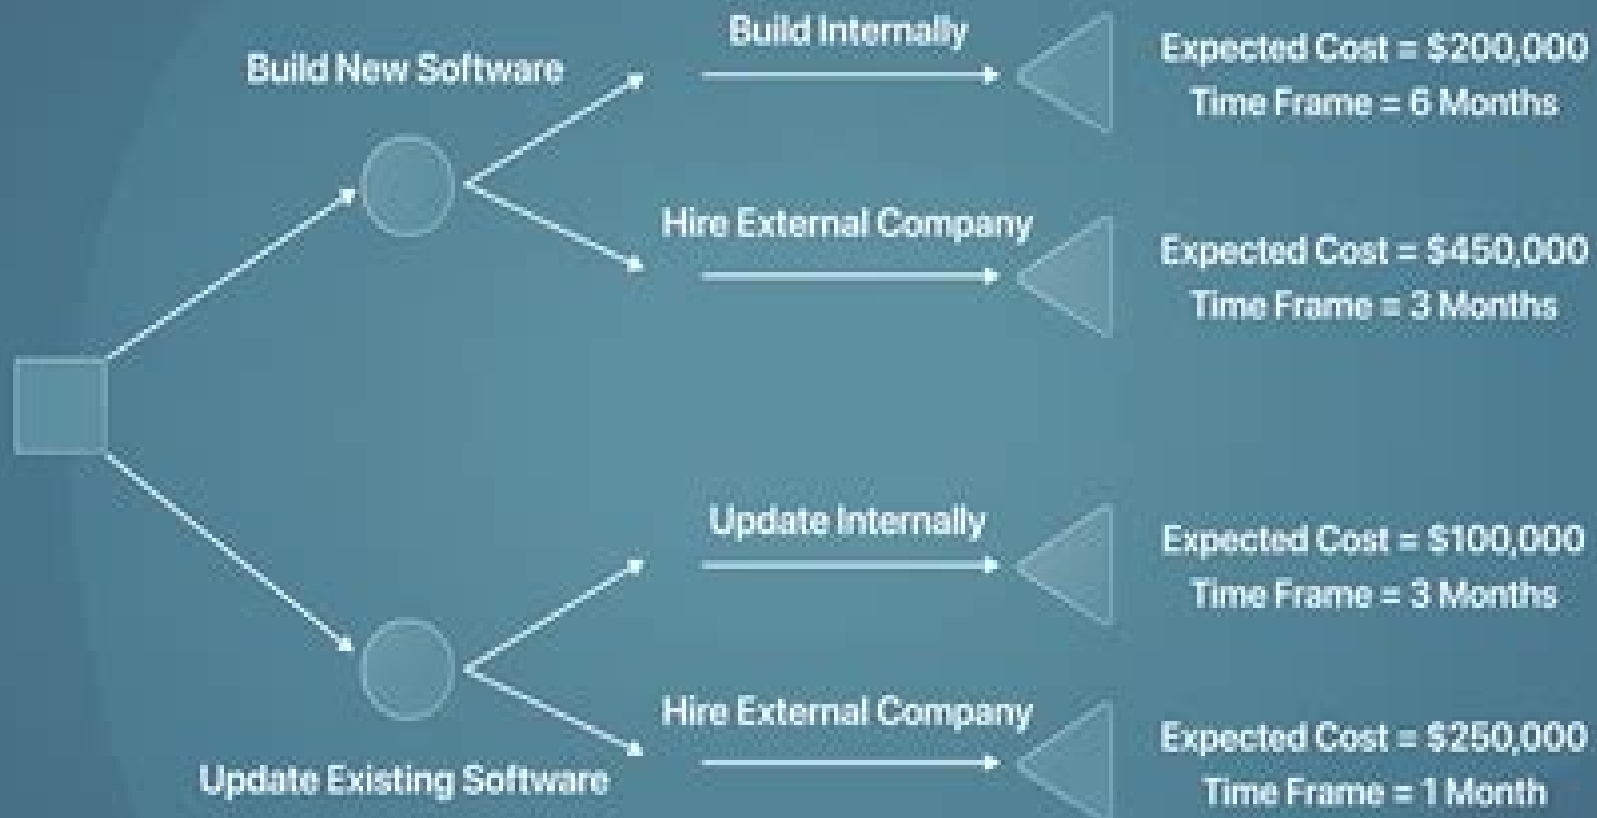 Build New Software
Build Internally
Expected Cost = $200,000
Time Frame = 6 Months
Hire External Company
Expected Cost = $450,000
Time Frame = 3 Months
Update Existing Software
Update Internally
Expected Cost = $100,000
Time Frame = 3 Months
Hire External Company
Expected Cost = $250,000
Time Frame = 1 Month